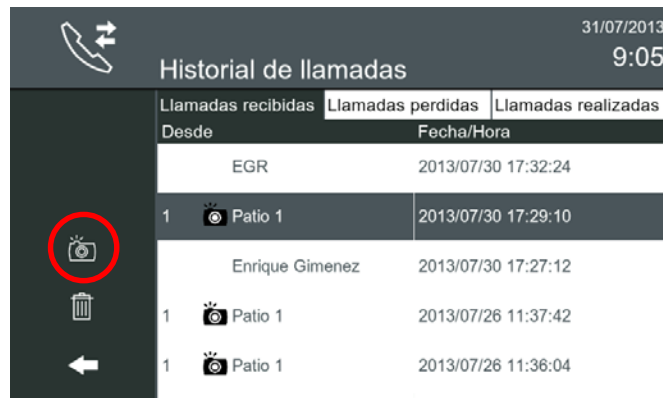 31/07/2013
9:05
Historial de llamadas
Llamadas recibidas Llamadas perdidas Llamadas realizadas
Desde Fecha/Hora
EGR 2013/07/30 17:32:24
1 Patio 1 2013/07/30 17:29:10
Enrique Gimenez 2013/07/30 17:27:12
1 Patio 1 2013/07/26 11:37:42
1 Patio 1 2013/07/26 11:36:04